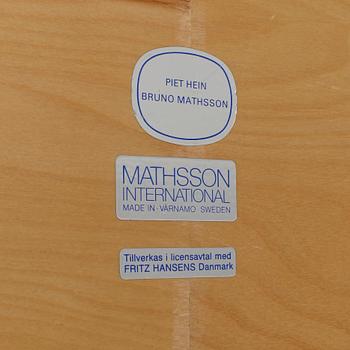 PIET HEIN
BRUNO MATHSSON
MATHSSON
INTERNATIONAL
MADE IN · VÄRNAMO · SWEDEN
Tillverkas i licensavtal med
FRITZ HANSENS Danmark